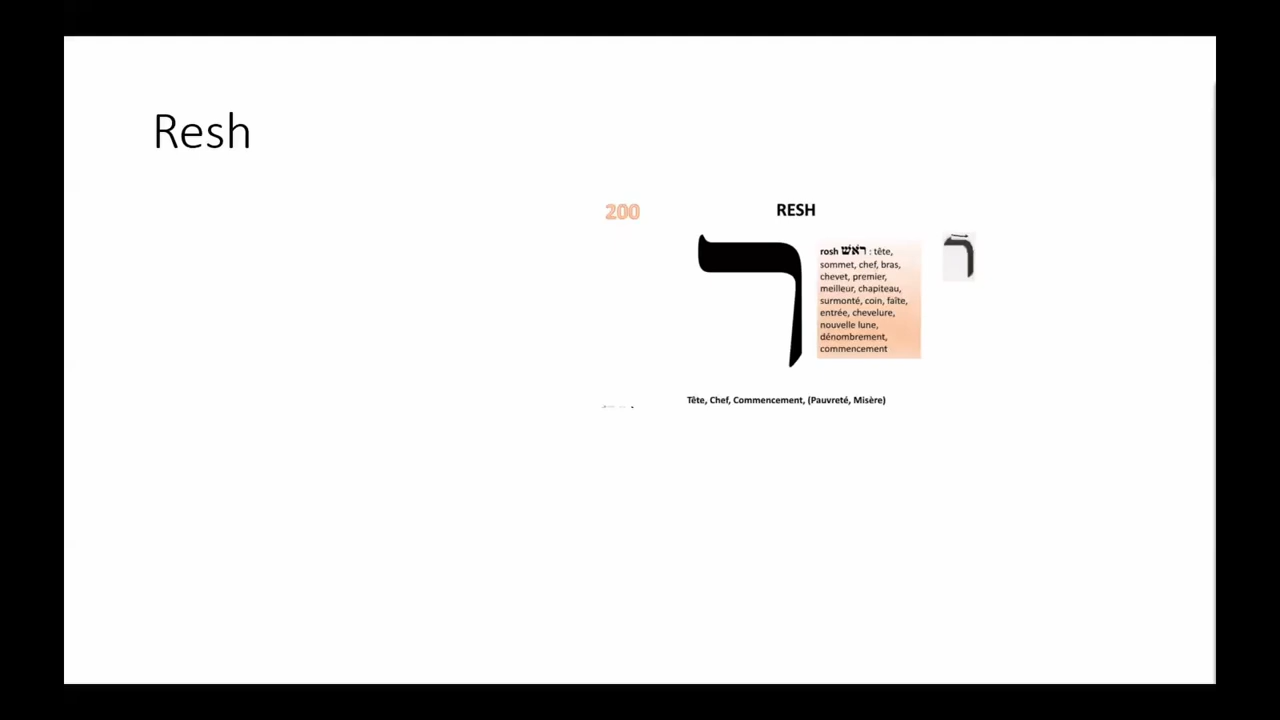 Resh
200
RESH
ר
rosh רֹאשׁ : tête,
sommet, chef, bras,
chevet, premier,
meilleur, chapiteau,
surmonté, coin, faîte,
entrée, chevelure,
nouvelle lune,
dénombrement,
commencement
ר
Tête, Chef, Commencement, (Pauvreté, Misère)